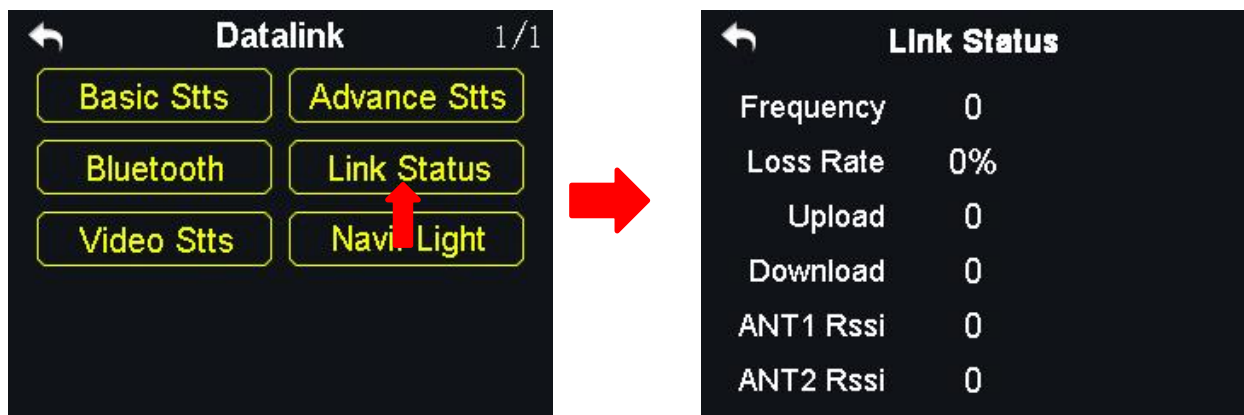 Datalink 1/1
Basic Stts Advance Stts
Bluetooth Link Status
Video Stts Light
Link Status
Frequency 0
Loss Rate 0%
Upload 0
Download 0
ANT1 Rssi 0
ANT2 Rssi 0